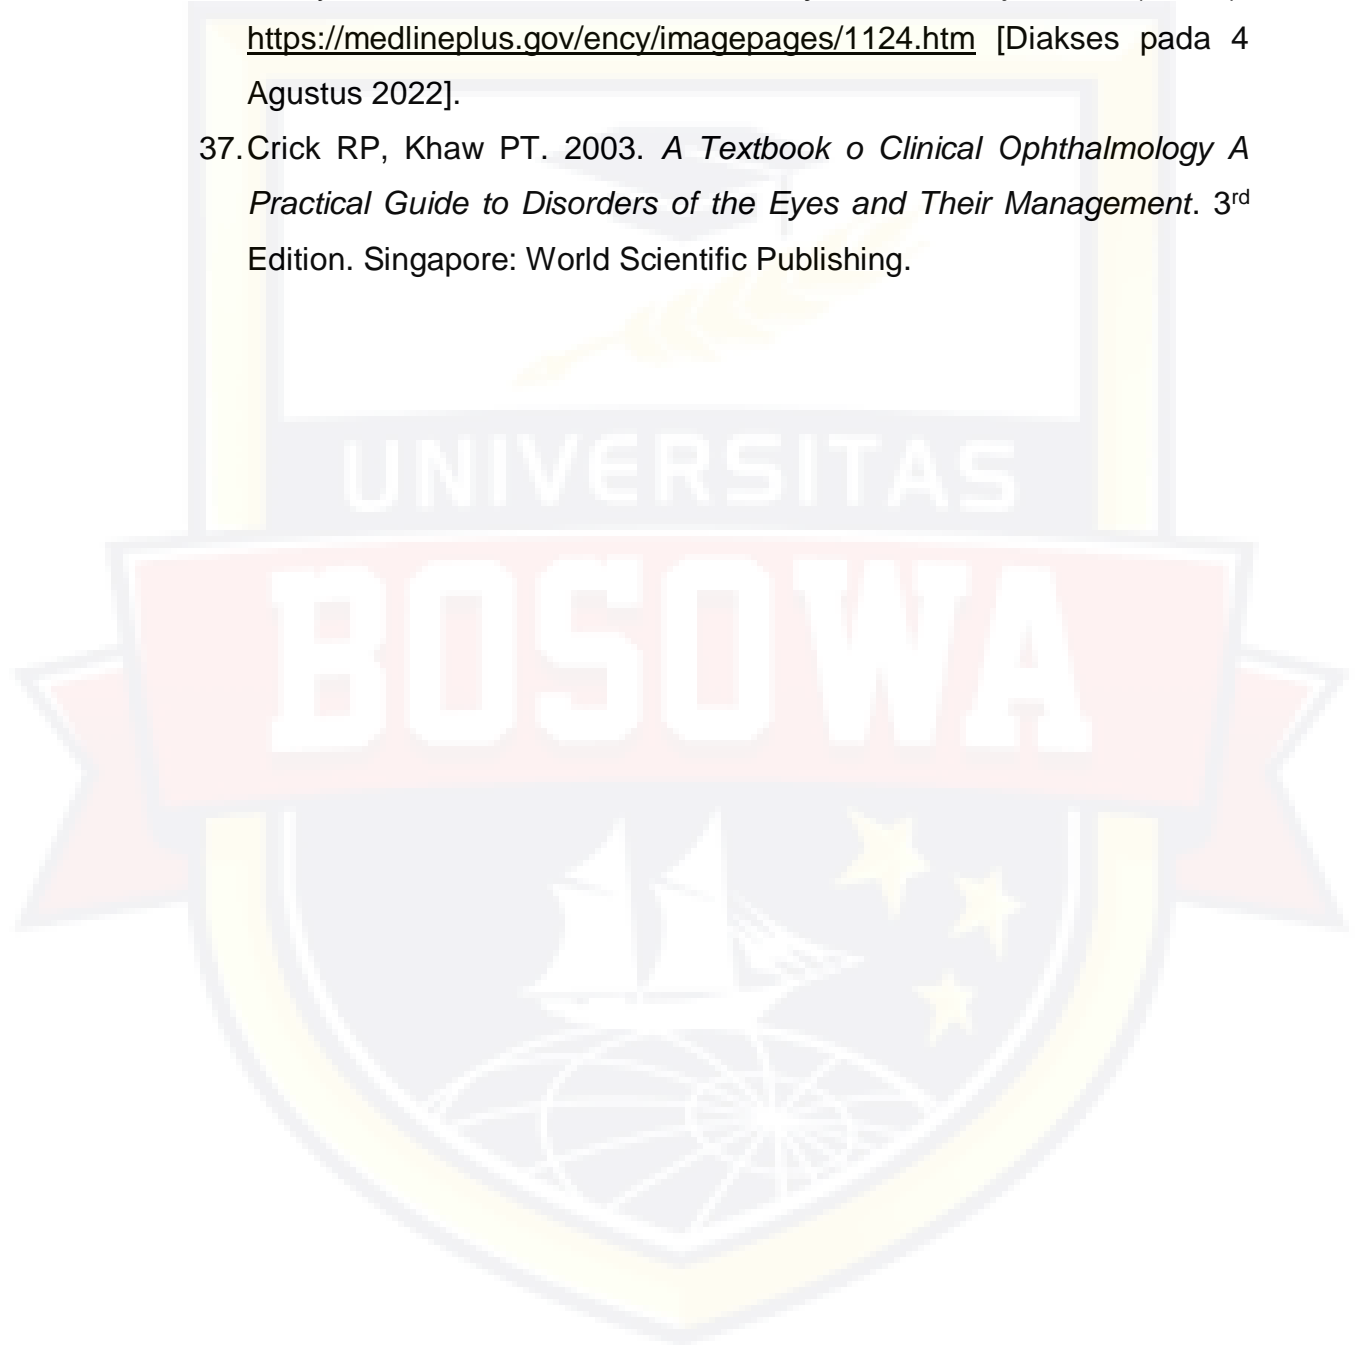 https://medlineplus.gov/ency/imagepages/1124.htm [Diakses pada 4
Agustus 2022].
37. Crick RP, Khaw PT. 2003. A Textbook o Clinical Ophthalmology A
Practical Guide to Disorders of the Eyes and Their Management. 3rd
Edition. Singapore: World Scientific Publishing.
UNIVERSITAS
BOSOWA